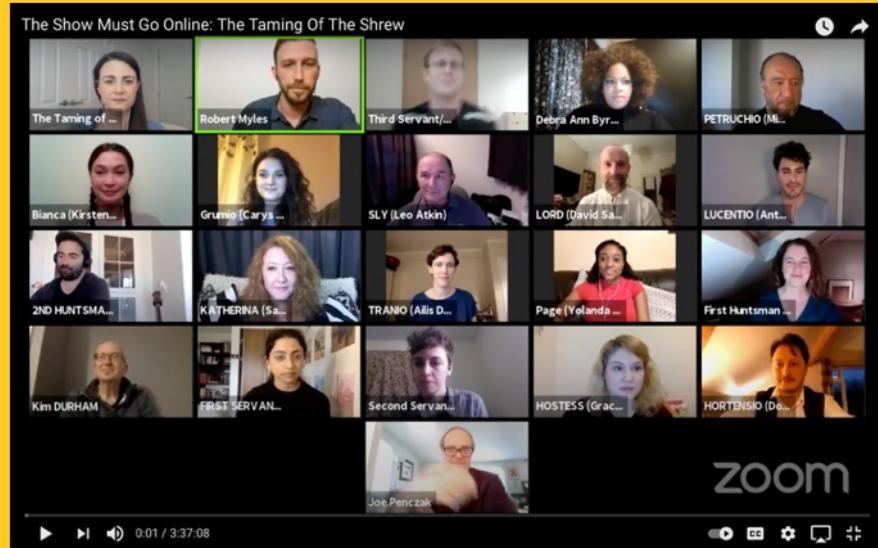 The Show Must Go Online: The Taming Of The Shrew
The Taming of ...
Robert Myles
Third Servant/...
Debra Ann Byr...
PETRUCHIO (Mi...
Bianca (Kirsten...
Grumio (Carys ...
SLY (Leo Atkin)
LORD (David Sa...
LUCENTIO (Ant...
2ND HUNTSMA...
KATHERINA (Sa...
TRANIO (Ailis D...
Page (Yolanda ...
First Huntsman ...
Kim DURHAM
FIRST SERVAN...
Second Servan...
HOSTESS (Grac...
HORTENSIO (Do...
Joe Penczak
zoom
0:01 / 3:37:08
CC